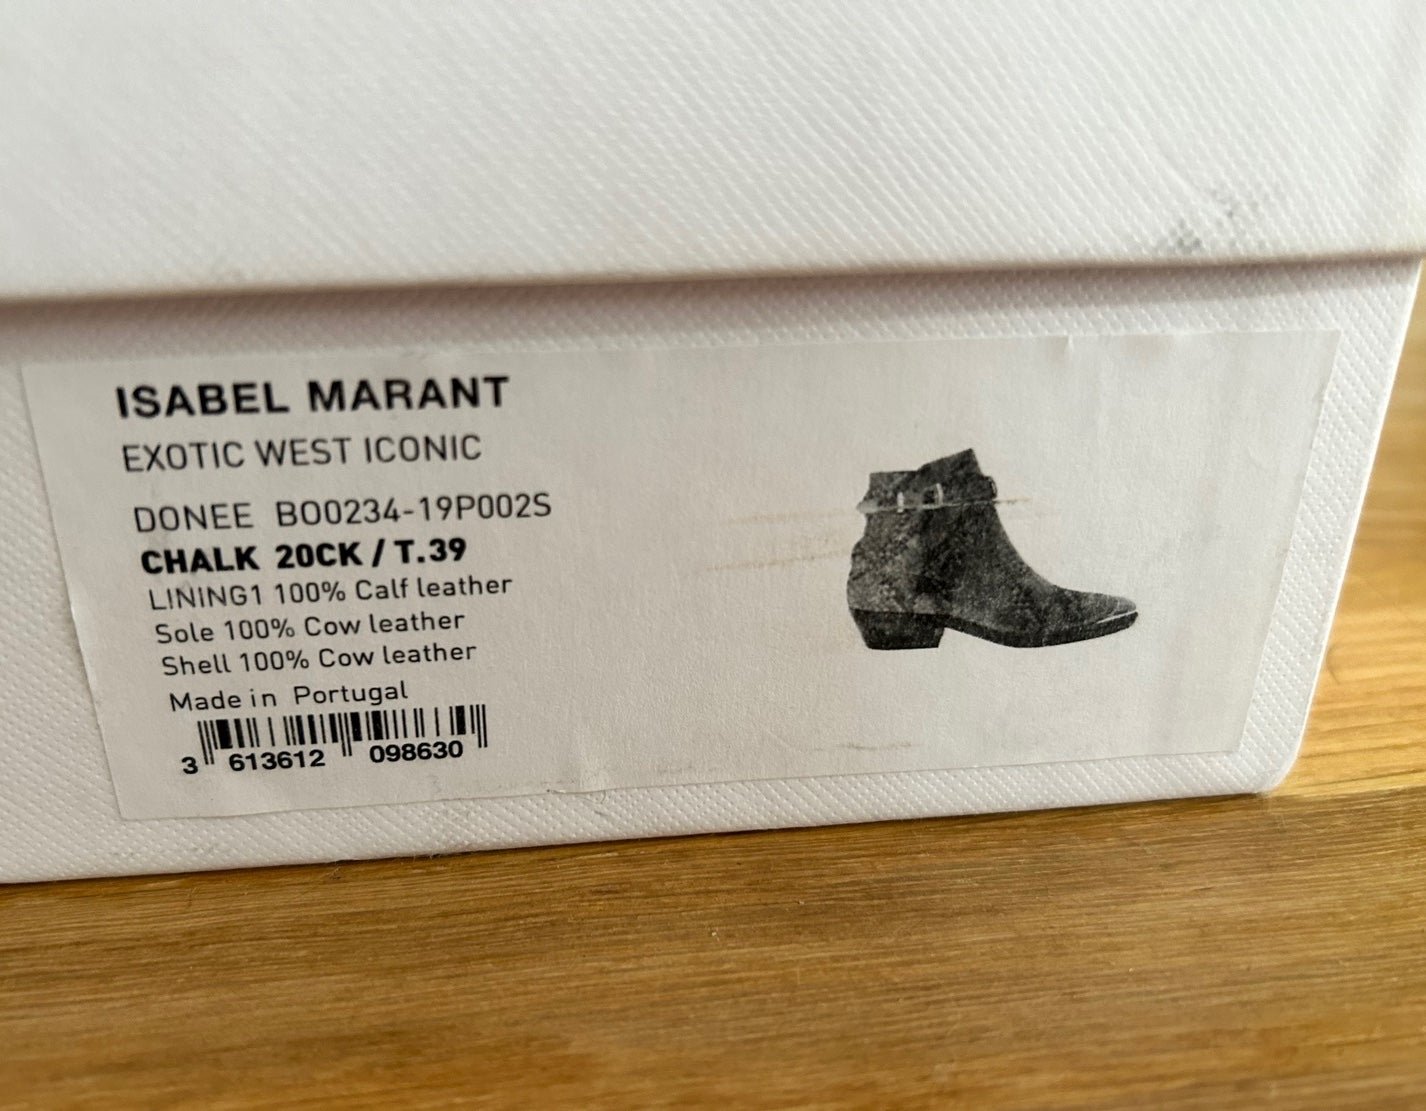 ISABEL MARANT
EXOTIC WEST ICONIC
DONEE BO0234-19P002S
CHALK 20CK / T.39
LINING1 100% Calf leather
Sole 100% Cow leather
Shell 100% Cow leather
Made in Portugal
3 613612 098630